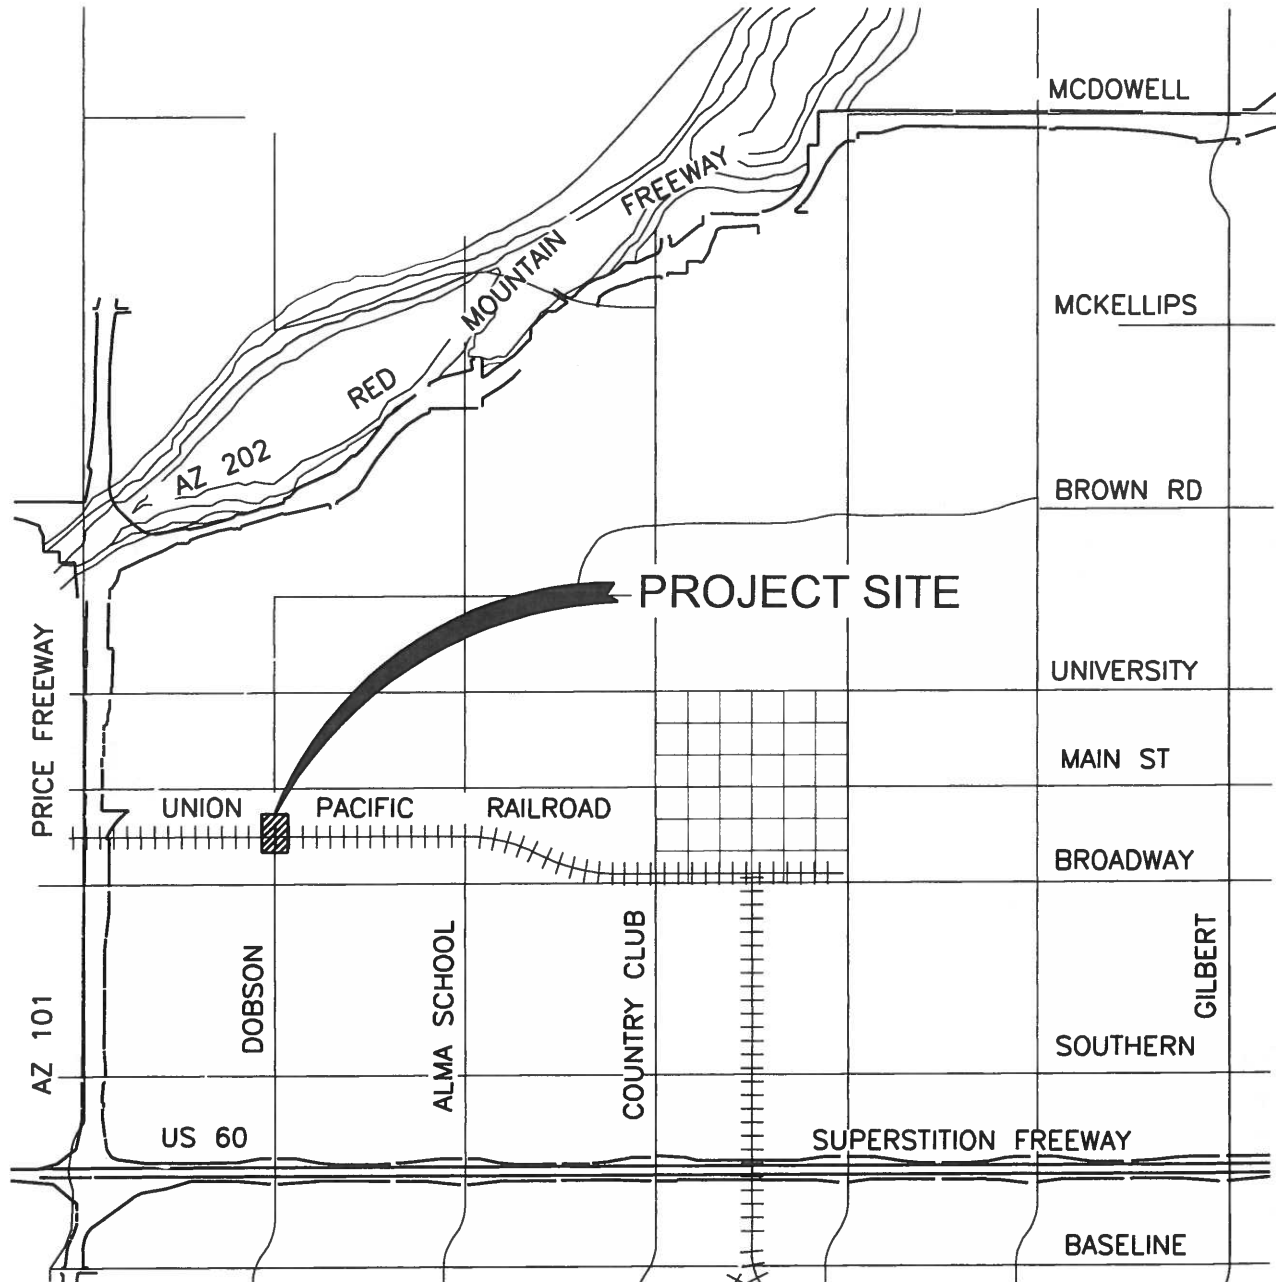 MCDOWELL
FREEWAY
MOUNTAIN
MCKELLIPS
RED
AZ 202
BROWN RD
PROJECT SITE
PRICE FREEWAY
UNIVERSITY
MAIN ST
UNION PACIFIC RAILROAD
BROADWAY
AZ 101
DOBSON
ALMA SCHOOL
COUNTRY CLUB
GILBERT
SOUTHERN
US 60
SUPERSTITION FREEWAY
BASELINE